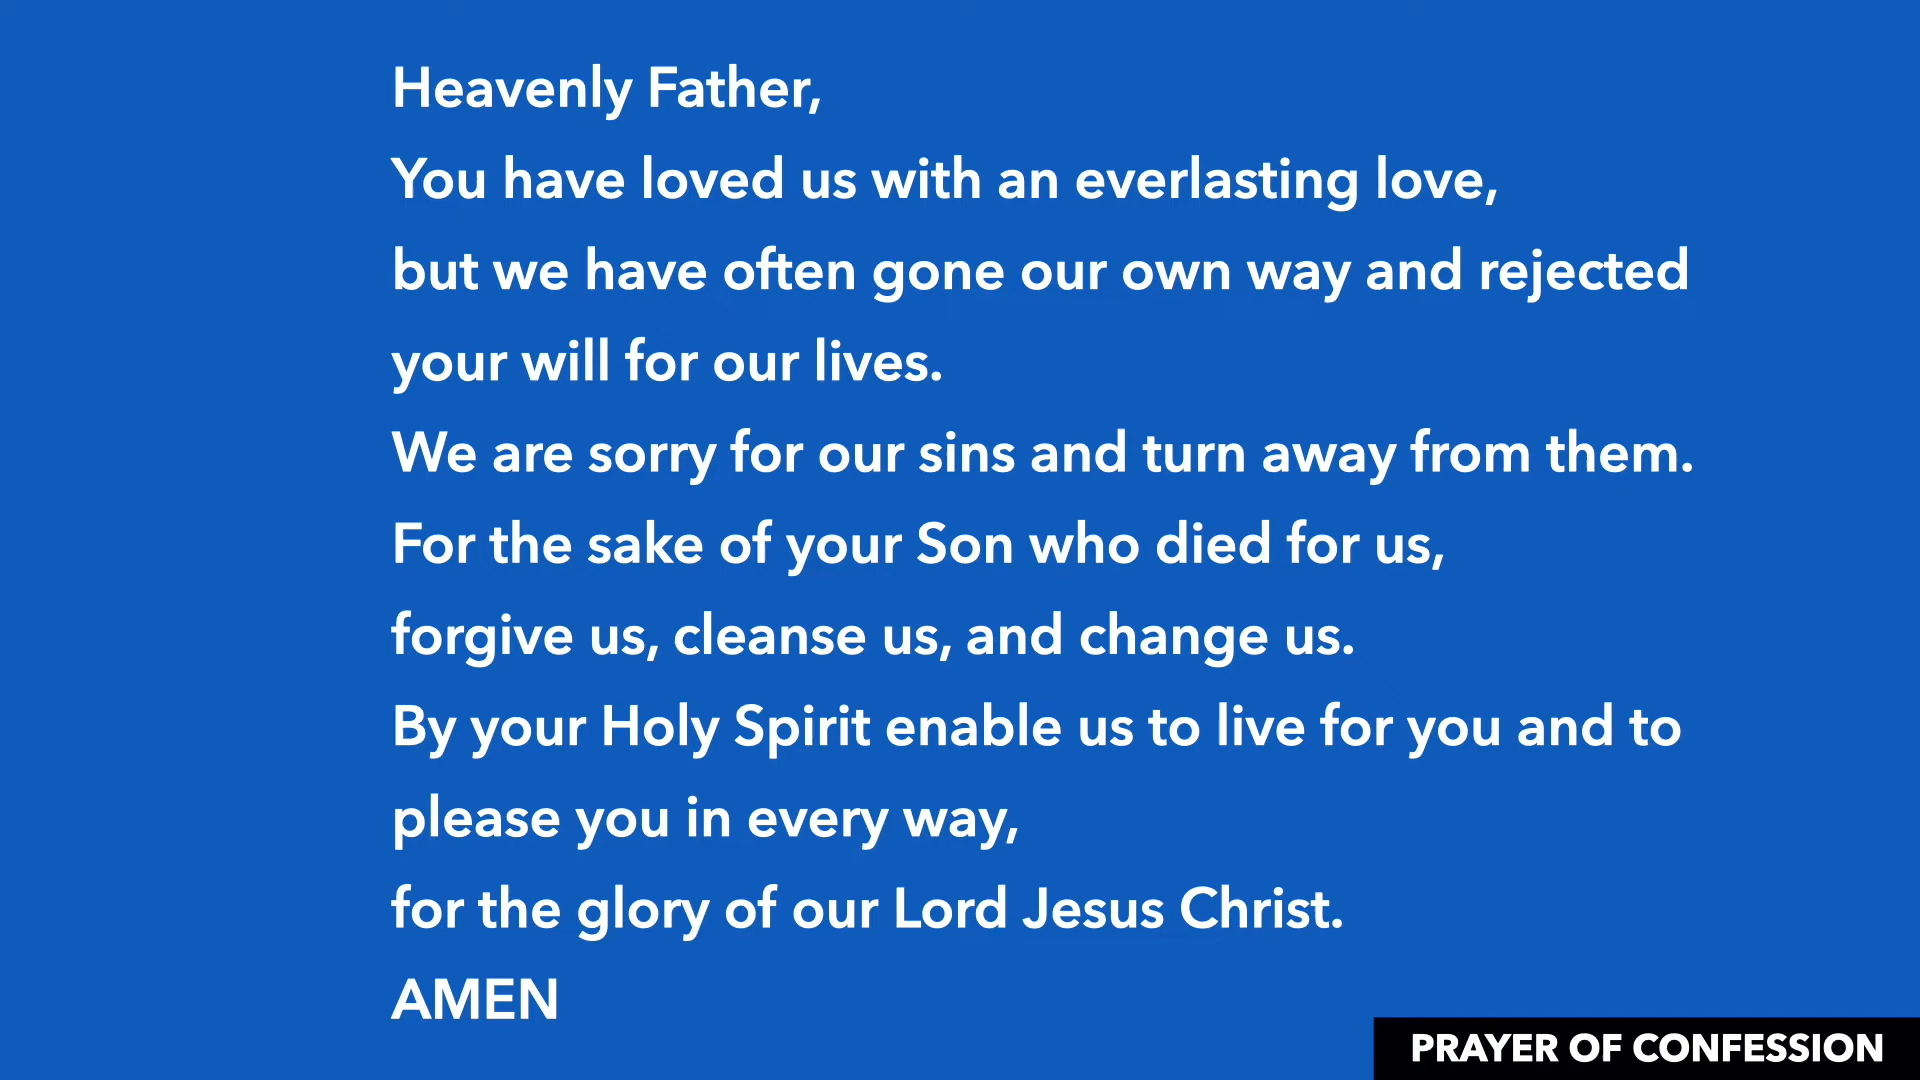 Heavenly Father,
You have loved us with an everlasting love,
but we have often gone our own way and rejected
your will for our lives.
We are sorry for our sins and turn away from them.
For the sake of your Son who died for us,
forgive us, cleanse us, and change us.
By your Holy Spirit enable us to live for you and to
please you in every way,
for the glory of our Lord Jesus Christ.
AMEN
PRAYER OF CONFESSION